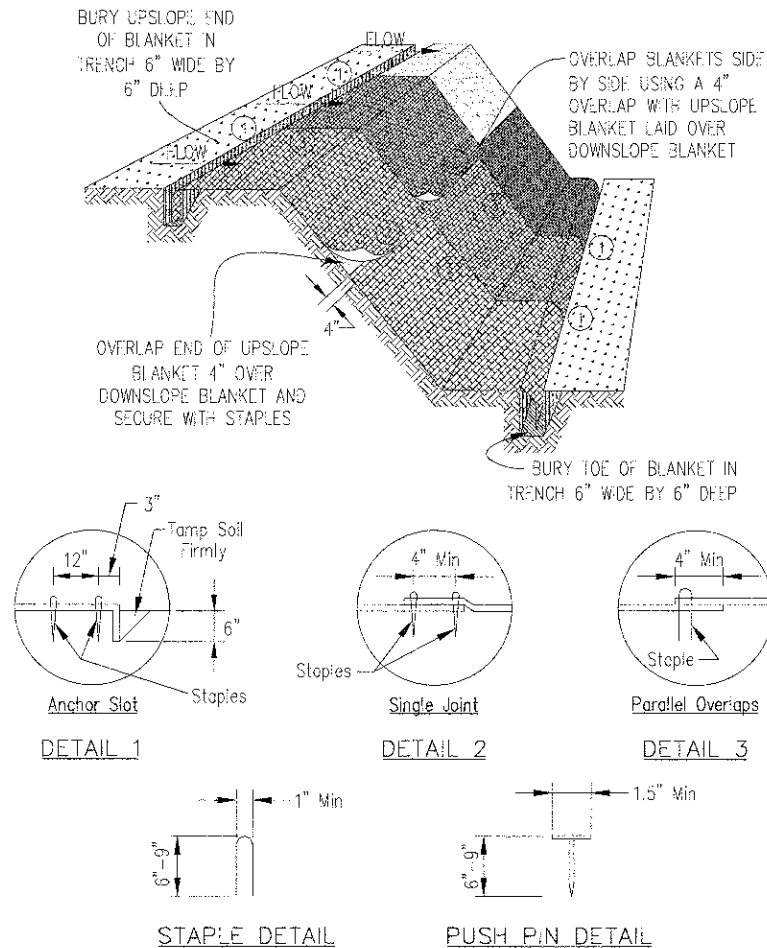 BURY UPSLOPE END
OF BLANKET IN
TRENCH 6" WIDE BY
6" DEEP
FLOW
1
FLOW
1
FLOW
OVERLAP BLANKETS SIDE
BY SIDE USING A 4"
OVERLAP WITH UPSLOPE
BLANKET LAID OVER
DOWNSLOPE BLANKET
1
1
4"
OVERLAP END OF UPSLOPE
BLANKET 4" OVER
DOWNSLOPE BLANKET AND
SECURE WITH STAPLES
BURY TOE OF BLANKET IN
TRENCH 6" WIDE BY 6" DEEP
3"
12"
Tamp Soil
Firmly
6"
Staples
Anchor Slot
DETAIL 1
4" Min
Staples
Single Joint
DETAIL 2
4" Min
Staple
Parallel Overlaps
DETAIL 3
1" Min
6"-9"
STAPLE DETAIL
1.5" Min
6"-9"
PUSH PIN DETAIL